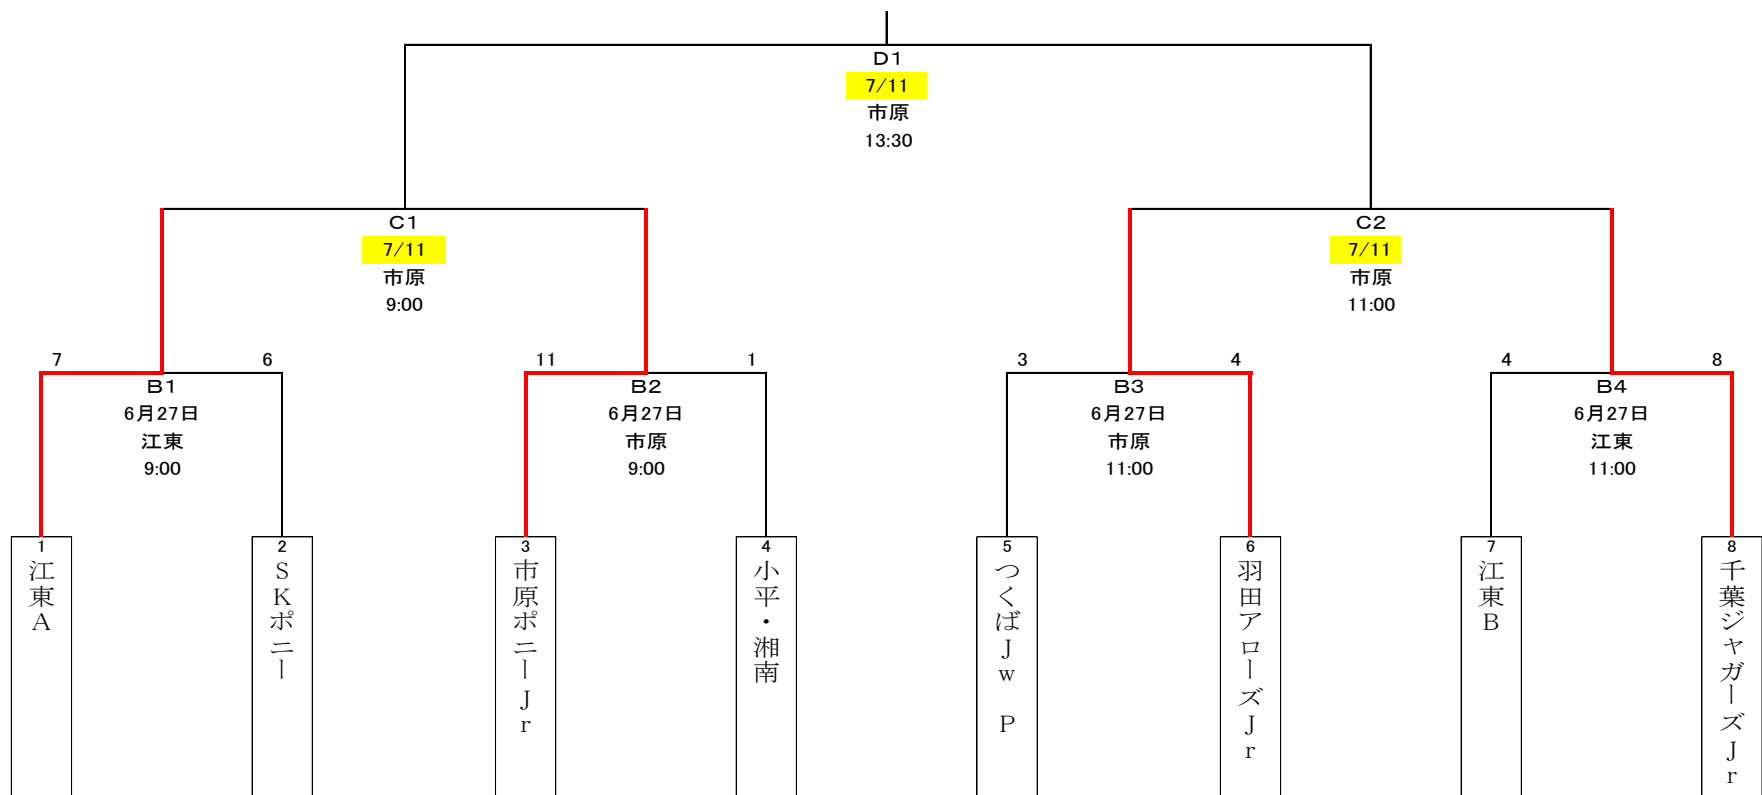 D1
7/11
市原
13:30
C1
7/11
市原
9:00
C2
7/11
市原
11:00
7 6
B1
6月27日
江東
9:00
11 1
B2
6月27日
市原
9:00
3 4
B3
6月27日
市原
11:00
4 8
B4
6月27日
江東
11:00
1
江東A
2
SKポニー
3
市原ポニーJr
4
小平・湘南
5
つくばJw P
6
羽田アローズJr
7
江東B
8
千葉ジャガーズJr